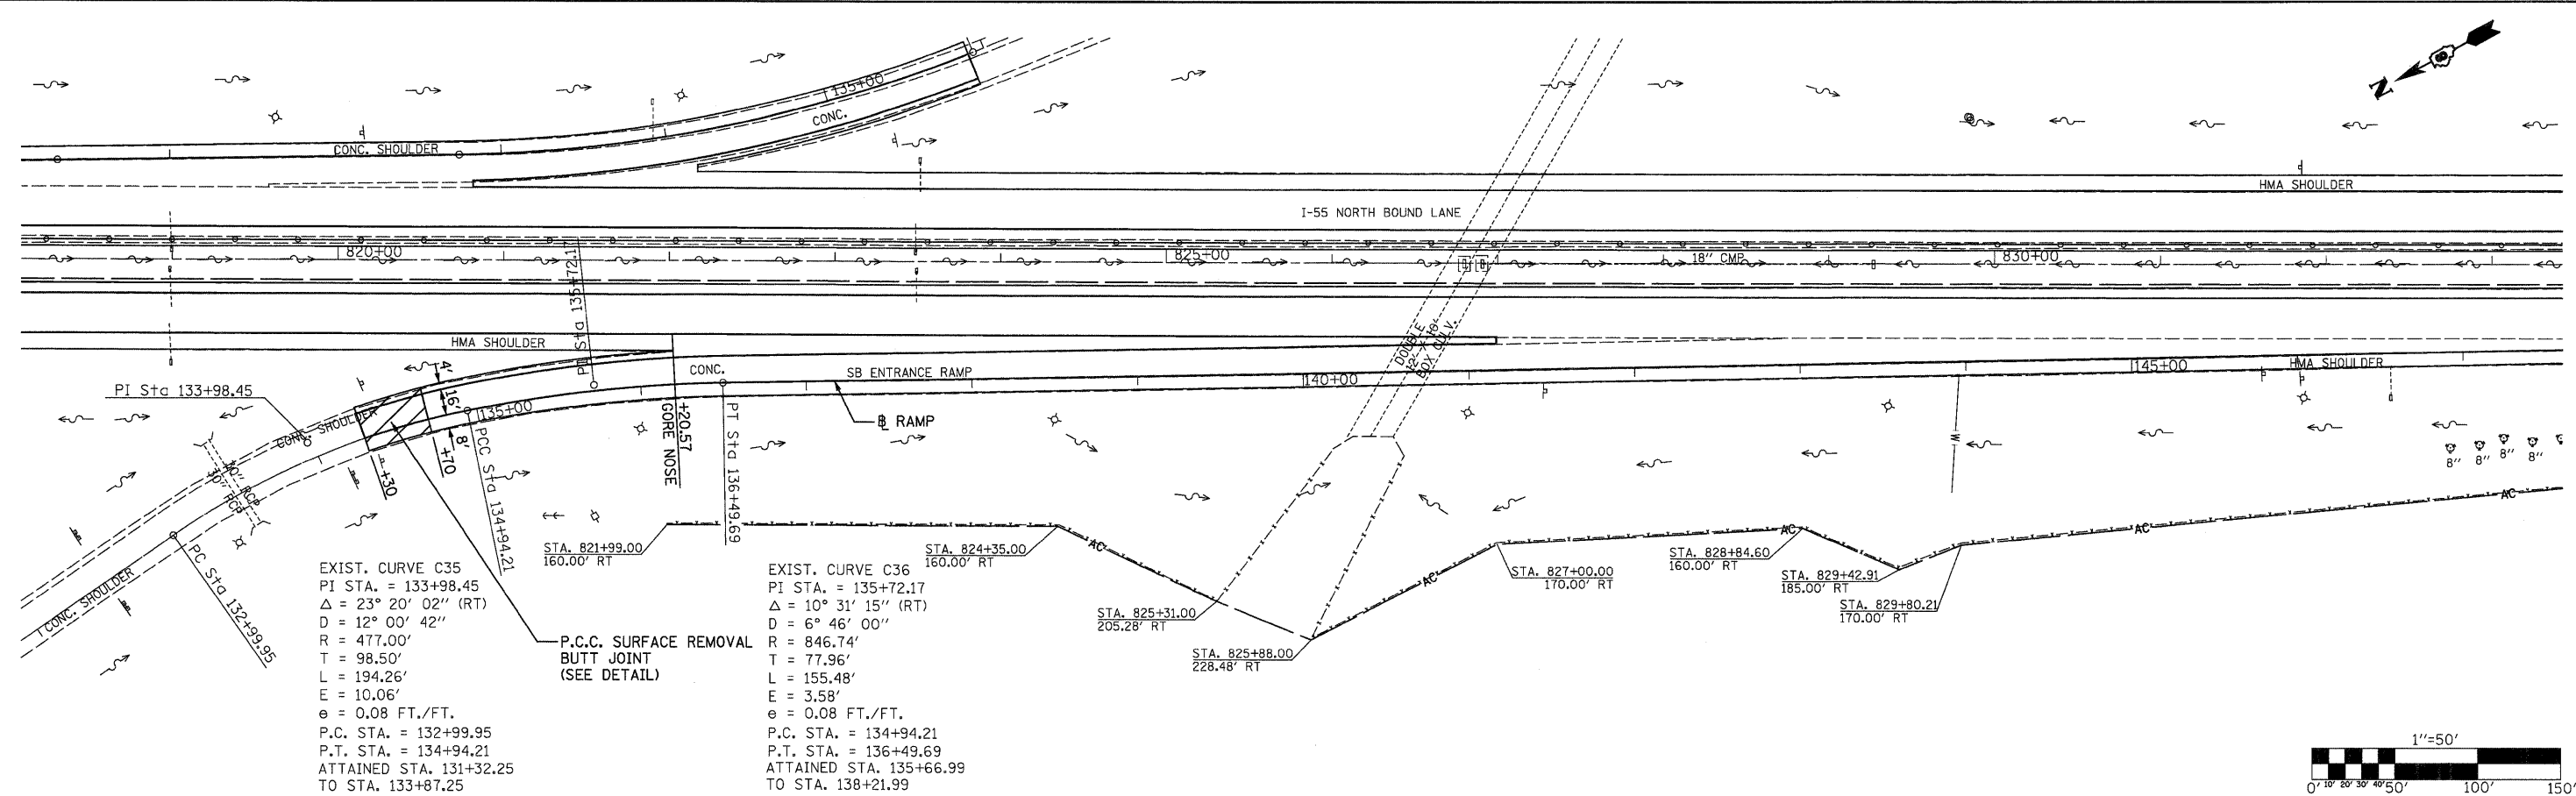 N
135+00
CONC.
CONC. SHOULDER
HMA SHOULDER
I-55 NORTH BOUND LANE
820+00
825+00
18" CMP
830+00
PI Sta 135+72.17
HMA SHOULDER
DOUBLE
12' X 10'
BOX CULV.
PI Sta 133+98.45
4'
16'
8'
CONC.
SB ENTRANCE RAMP
140+00
145+00
HMA SHOULDER
CONC. SHOULDER
135+00
+70
+30
+20.57
GORE NOSE
PT Sta 136+49.69
PCC Sta 134+94.21
℄ RAMP
W
8" 8" 8" 8"
30" RCP
CONC. SHOULDER
PC Sta 132+99.95
AC
AC
AC
AC
AC
STA. 821+99.00
160.00' RT
STA. 824+35.00
160.00' RT
STA. 825+31.00
205.28' RT
STA. 825+88.00
228.48' RT
STA. 827+00.00
170.00' RT
STA. 828+84.60
160.00' RT
STA. 829+42.91
185.00' RT
STA. 829+80.21
170.00' RT
EXIST. CURVE C35
PI STA. = 133+98.45
Δ = 23° 20' 02" (RT)
D = 12° 00' 42"
R = 477.00'
T = 98.50'
L = 194.26'
E = 10.06'
e = 0.08 FT./FT.
P.C. STA. = 132+99.95
P.T. STA. = 134+94.21
ATTAINED STA. 131+32.25
TO STA. 133+87.25
P.C.C. SURFACE REMOVAL
BUTT JOINT
(SEE DETAIL)
EXIST. CURVE C36
PI STA. = 135+72.17
Δ = 10° 31' 15" (RT)
D = 6° 46' 00"
R = 846.74'
T = 77.96'
L = 155.48'
E = 3.58'
e = 0.08 FT./FT.
P.C. STA. = 134+94.21
P.T. STA. = 136+49.69
ATTAINED STA. 135+66.99
TO STA. 138+21.99
1"=50'
0' 10' 20' 30' 40' 50' 100' 150'